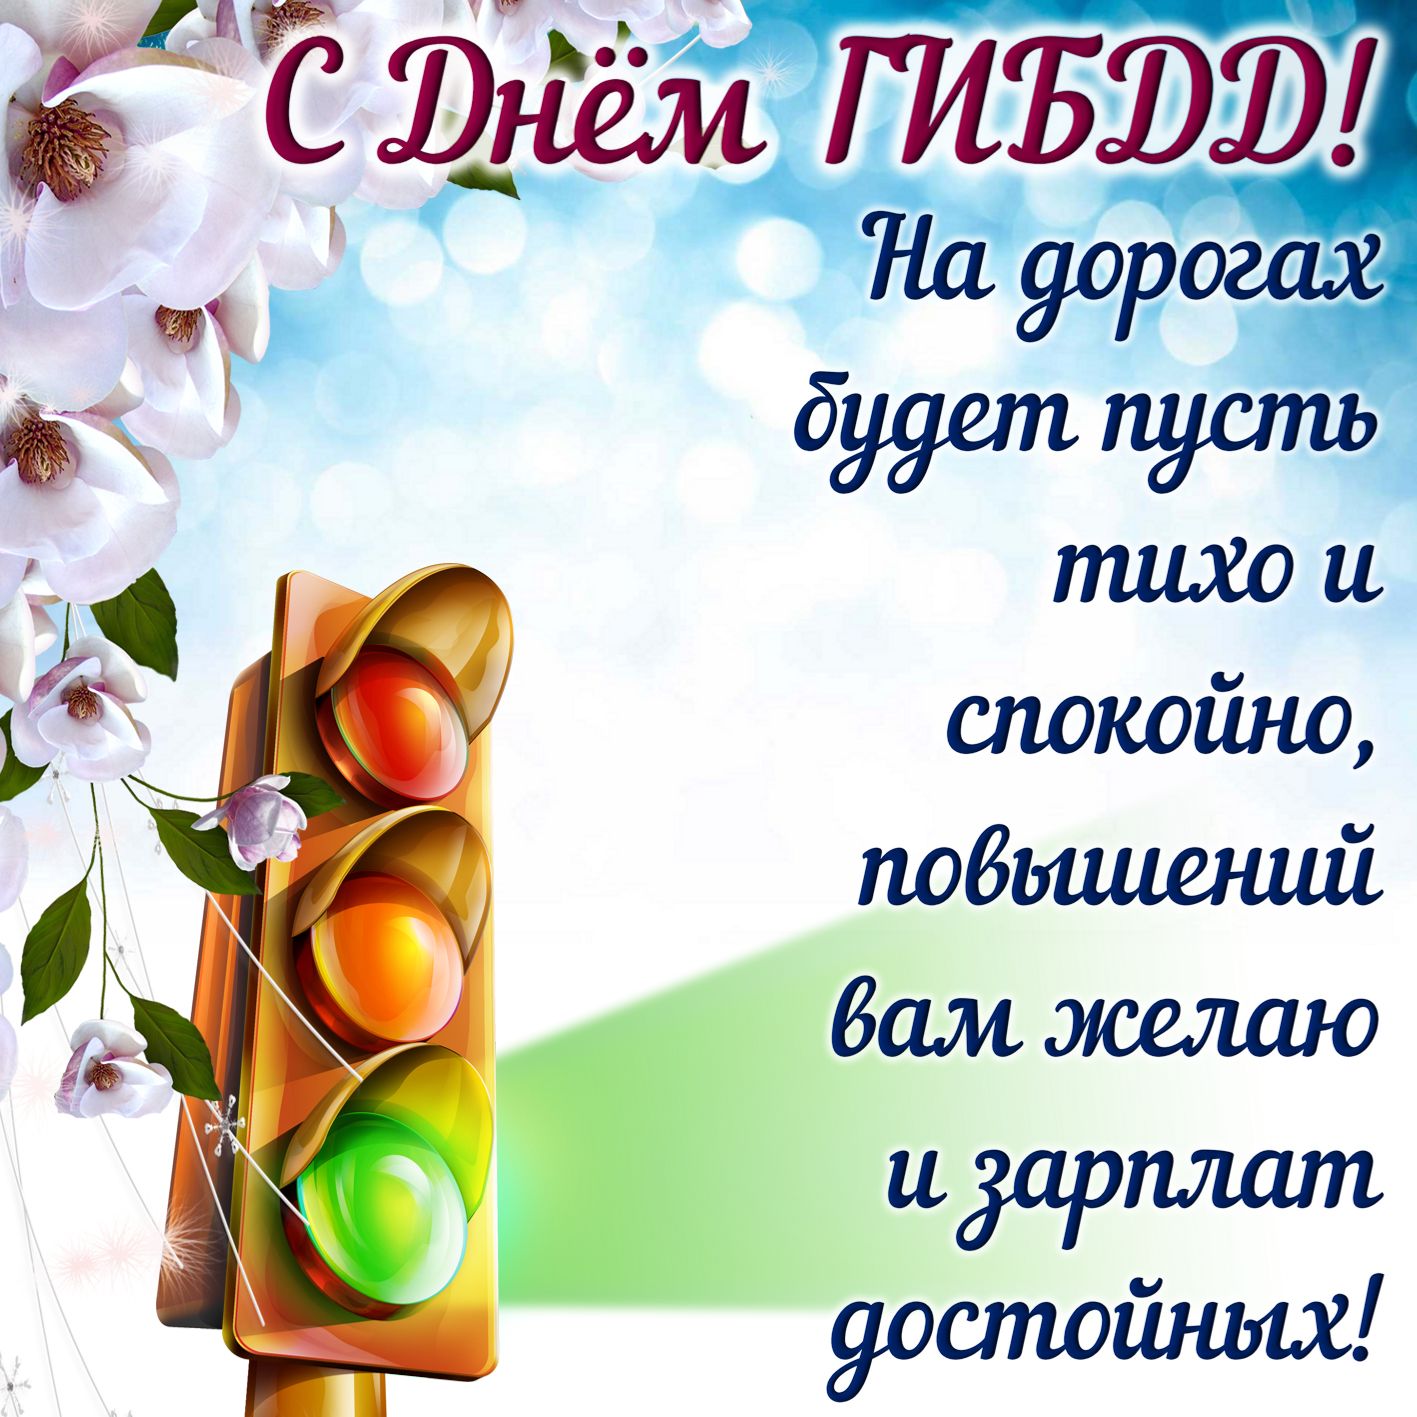 С Днём ГИБДД!
На дорогах
будет пусть
тихо и
спокойно,
повышений
вам желаю
и зарплат
достойных!